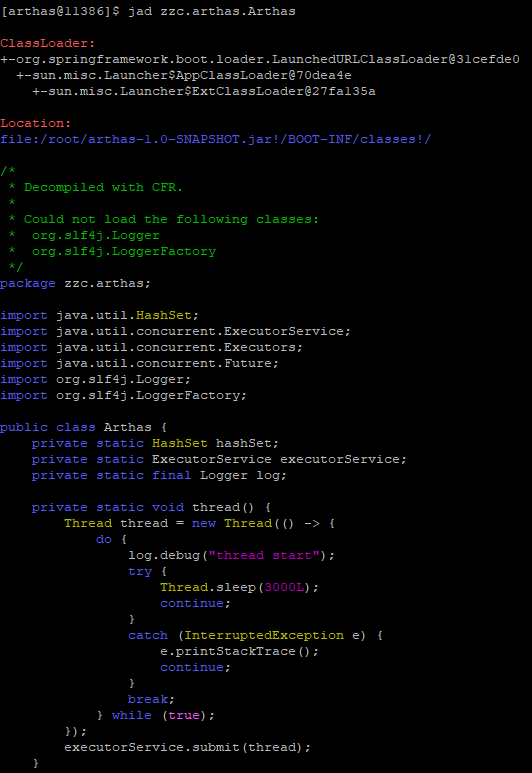 [arthas@11386]$ jad zzc.arthas.Arthas
ClassLoader:
+-org.springframework.boot.loader.LaunchedURLClassLoader@31cefde0
  +-sun.misc.Launcher$AppClassLoader@70dea4e
    +-sun.misc.Launcher$ExtClassLoader@27fa135a
Location:
file:/root/arthas-1.0-SNAPSHOT.jar!/BOOT-INF/classes!/
/*
 * Decompiled with CFR.
 *
 * Could not load the following classes:
 *  org.slf4j.Logger
 *  org.slf4j.LoggerFactory
 */
package zzc.arthas;
import java.util.HashSet;
import java.util.concurrent.ExecutorService;
import java.util.concurrent.Executors;
import java.util.concurrent.Future;
import org.slf4j.Logger;
import org.slf4j.LoggerFactory;
public class Arthas {
    private static HashSet hashSet;
    private static ExecutorService executorService;
    private static final Logger log;
    private static void thread() {
        Thread thread = new Thread(() -> {
            do {
                log.debug("thread start");
                try {
                    Thread.sleep(3000L);
                    continue;
                }
                catch (InterruptedException e) {
                    e.printStackTrace();
                    continue;
                }
                break;
            } while (true);
        });
        executorService.submit(thread);
    }